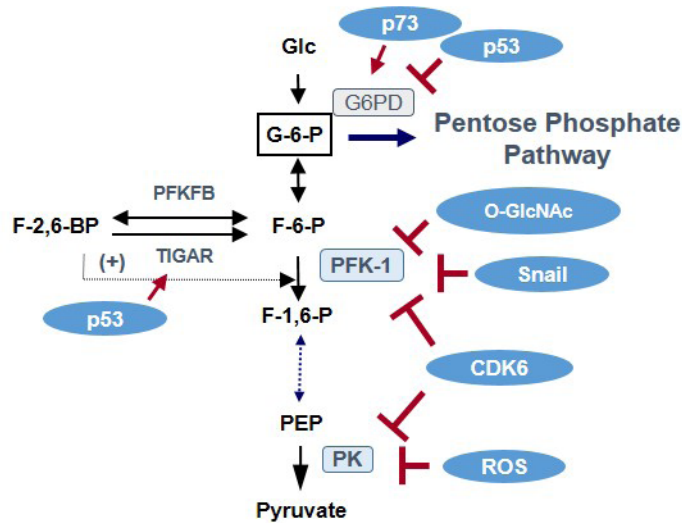 p73
p53
Glc
G6PD
G-6-P
Pentose Phosphate
Pathway
PFKFB
O-GlcNAc
F-2,6-BP
F-6-P
(+)
TIGAR
PFK-1
Snail
p53
F-1,6-P
CDK6
PEP
PK
ROS
Pyruvate